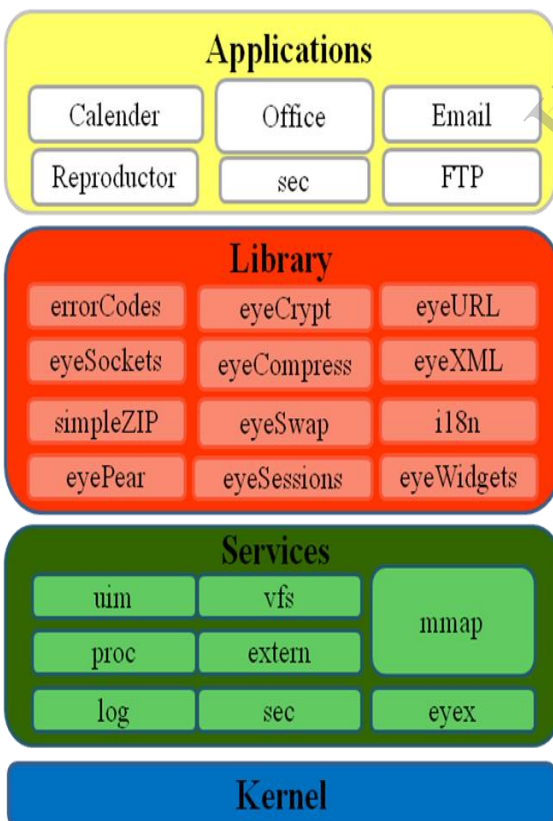 Applications
Calender Office Email
Reproductor sec FTP
Library
errorCodes eyeCrypt eyeURL
eyeSockets eyeCompress eyeXML
simpleZIP eyeSwap i18n
eyePear eyeSessions eyeWidgets
Services
uim vfs
mmap
proc extern
log sec eyex
Kernel